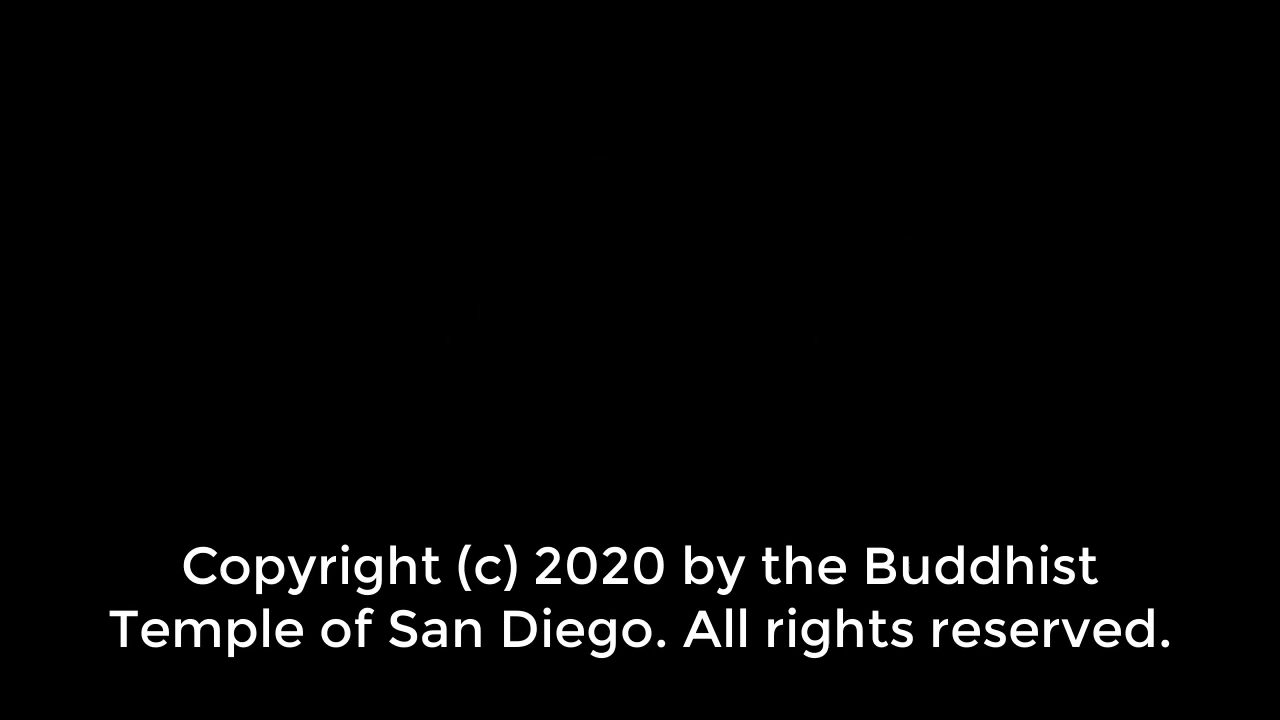 Copyright (c) 2020 by the Buddhist
Temple of San Diego. All rights reserved.